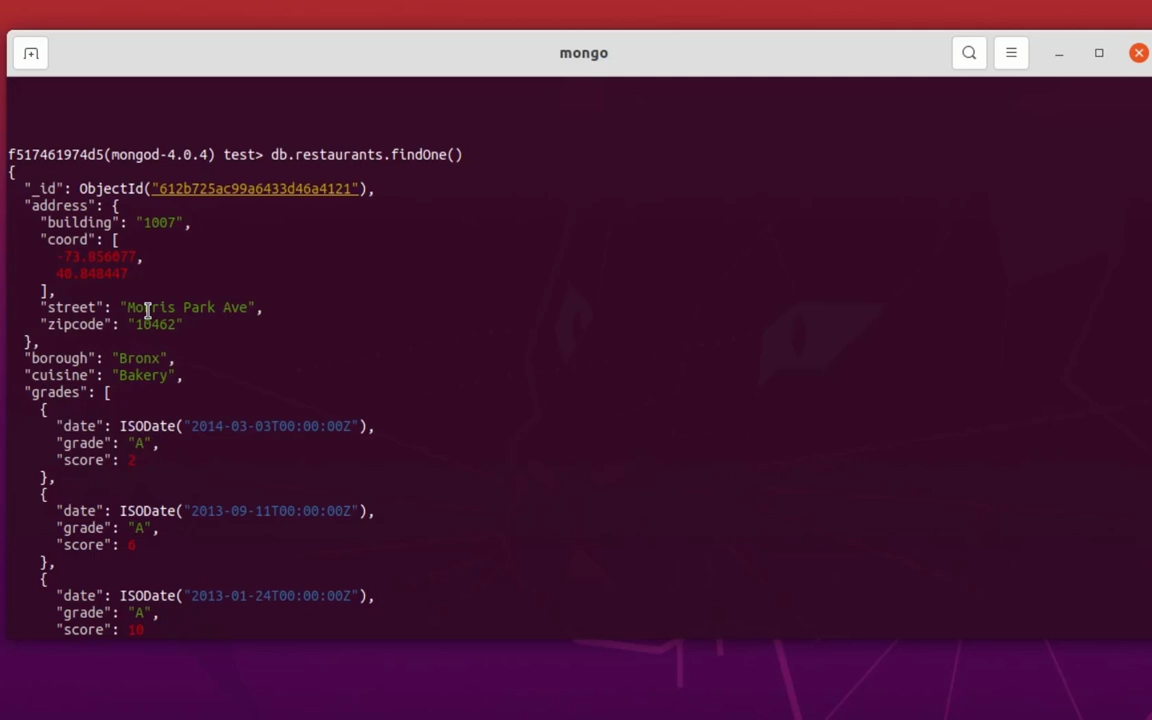 mongo
f517461974d5(mongod-4.0.4) test> db.restaurants.findOne()
{
  "_id": ObjectId("612b725ac99a6433d46a4121"),
  "address": {
    "building": "1007",
    "coord": [
      -73.856077,
      40.848447
    ],
    "street": "Morris Park Ave",
    "zipcode": "10462"
  },
  "borough": "Bronx",
  "cuisine": "Bakery",
  "grades": [
    {
      "date": ISODate("2014-03-03T00:00:00Z"),
      "grade": "A",
      "score": 2
    },
    {
      "date": ISODate("2013-09-11T00:00:00Z"),
      "grade": "A",
      "score": 6
    },
    {
      "date": ISODate("2013-01-24T00:00:00Z"),
      "grade": "A",
      "score": 10